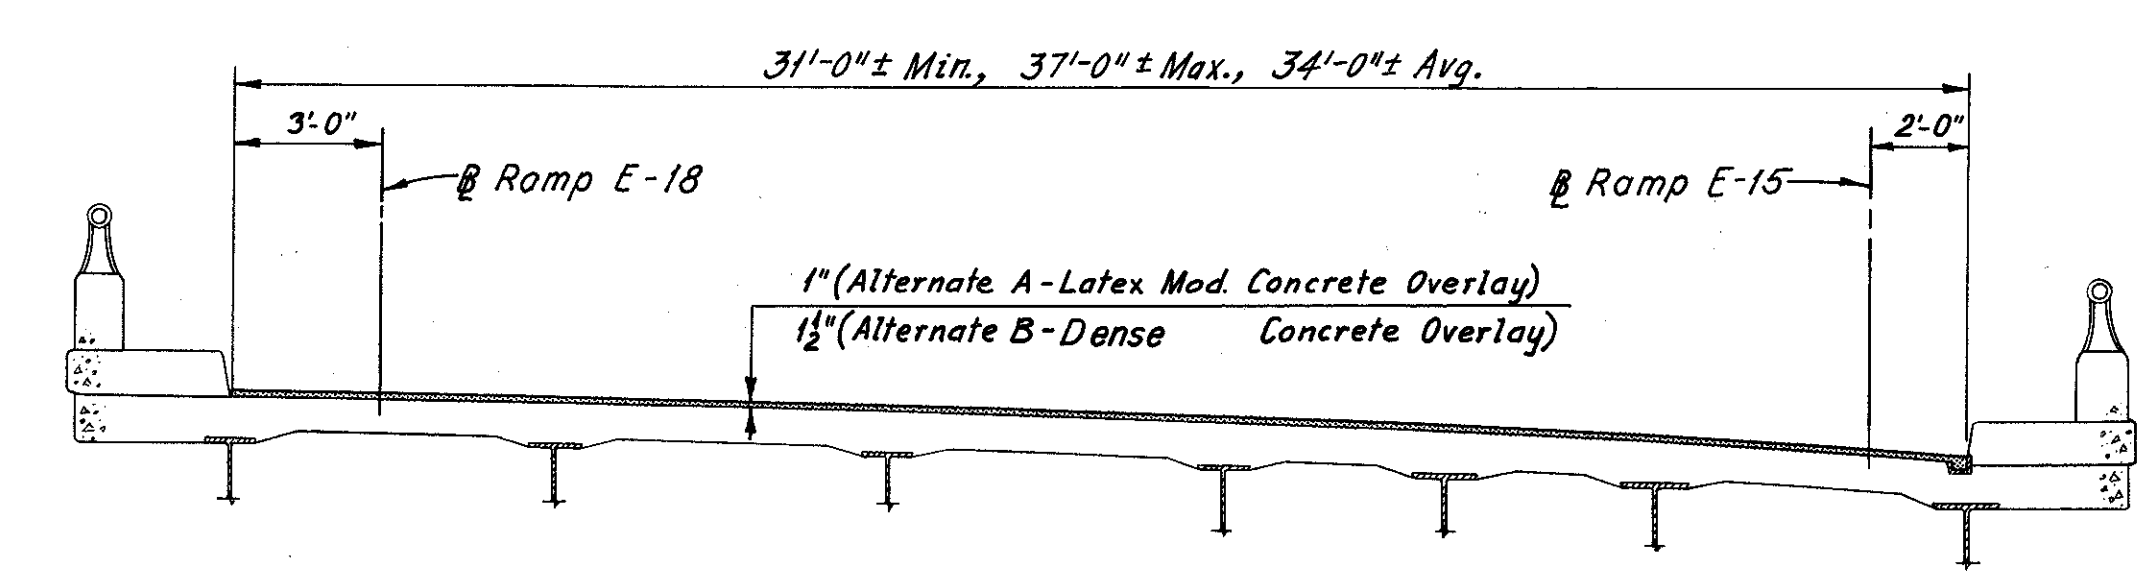 31'-0"± Min., 37'-0"± Max., 34'-0"± Avg.
3'-0"
2'-0"
℄ Ramp E-18
℄ Ramp E-15
1" (Alternate A-Latex Mod. Concrete Overlay)
1½" (Alternate B-Dense Concrete Overlay)